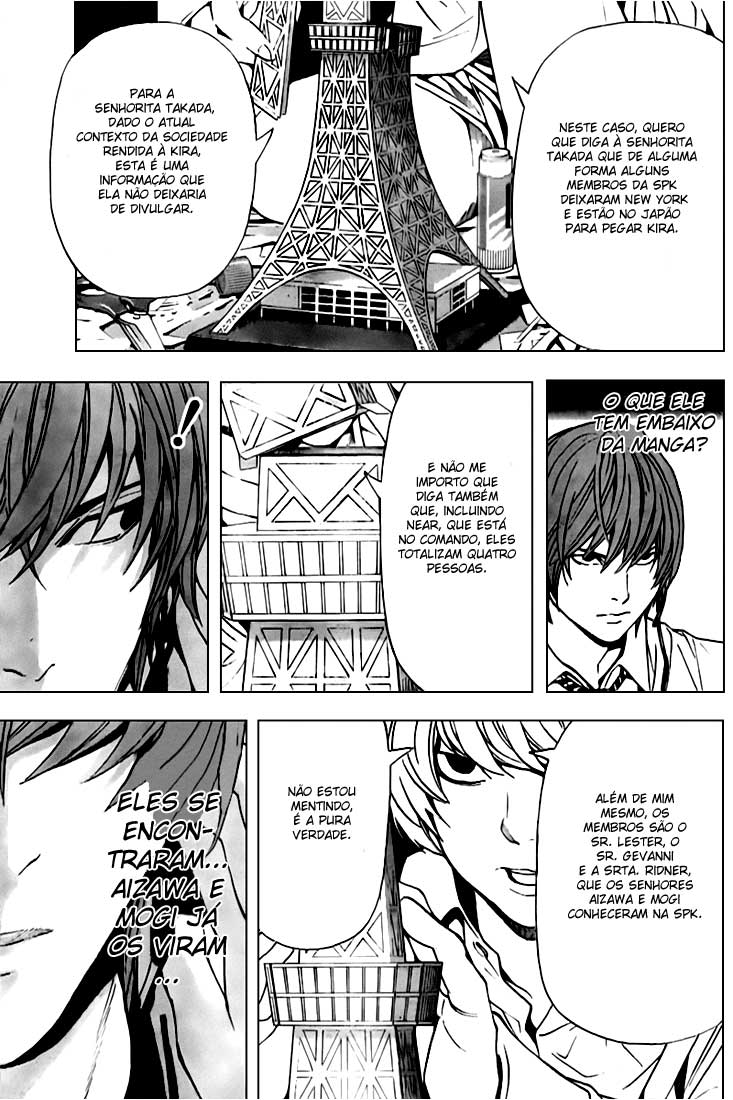 NESTE CASO, QUERO
QUE DIGA À SENHORITA
TAKADA QUE DE ALGUMA
FORMA ALGUNS
MEMBROS DA SPK
DEIXARAM NEW YORK
E ESTÃO NO JAPÃO
PARA PEGAR KIRA.
PARA A
SENHORITA TAKADA,
DADO O ATUAL
CONTEXTO DA SOCIEDADE
RENDIDA À KIRA,
ESTA É UMA
INFORMAÇÃO QUE
ELA NÃO DEIXARIA
DE DIVULGAR.
O QUE ELE
TEM EMBAIXO
DA MANGA?
E NÃO ME
IMPORTO QUE
DIGA TAMBÉM
QUE, INCLUINDO
NEAR, QUE ESTÁ
NO COMANDO, ELES
TOTALIZAM QUATRO
PESSOAS.
!
ALÉM DE MIM
MESMO, OS
MEMBROS SÃO O
SR. LESTER, O
SR. GEVANNI
E A SRTA. RIDNER,
QUE OS SENHORES
AIZAWA E MOGI
CONHECERAM NA SPK.
NÃO ESTOU
MENTINDO,
É A PURA
VERDADE.
ELES SE
ENCON-
TRARAM...
AIZAWA E
MOGI JÁ
OS VIRAM
...